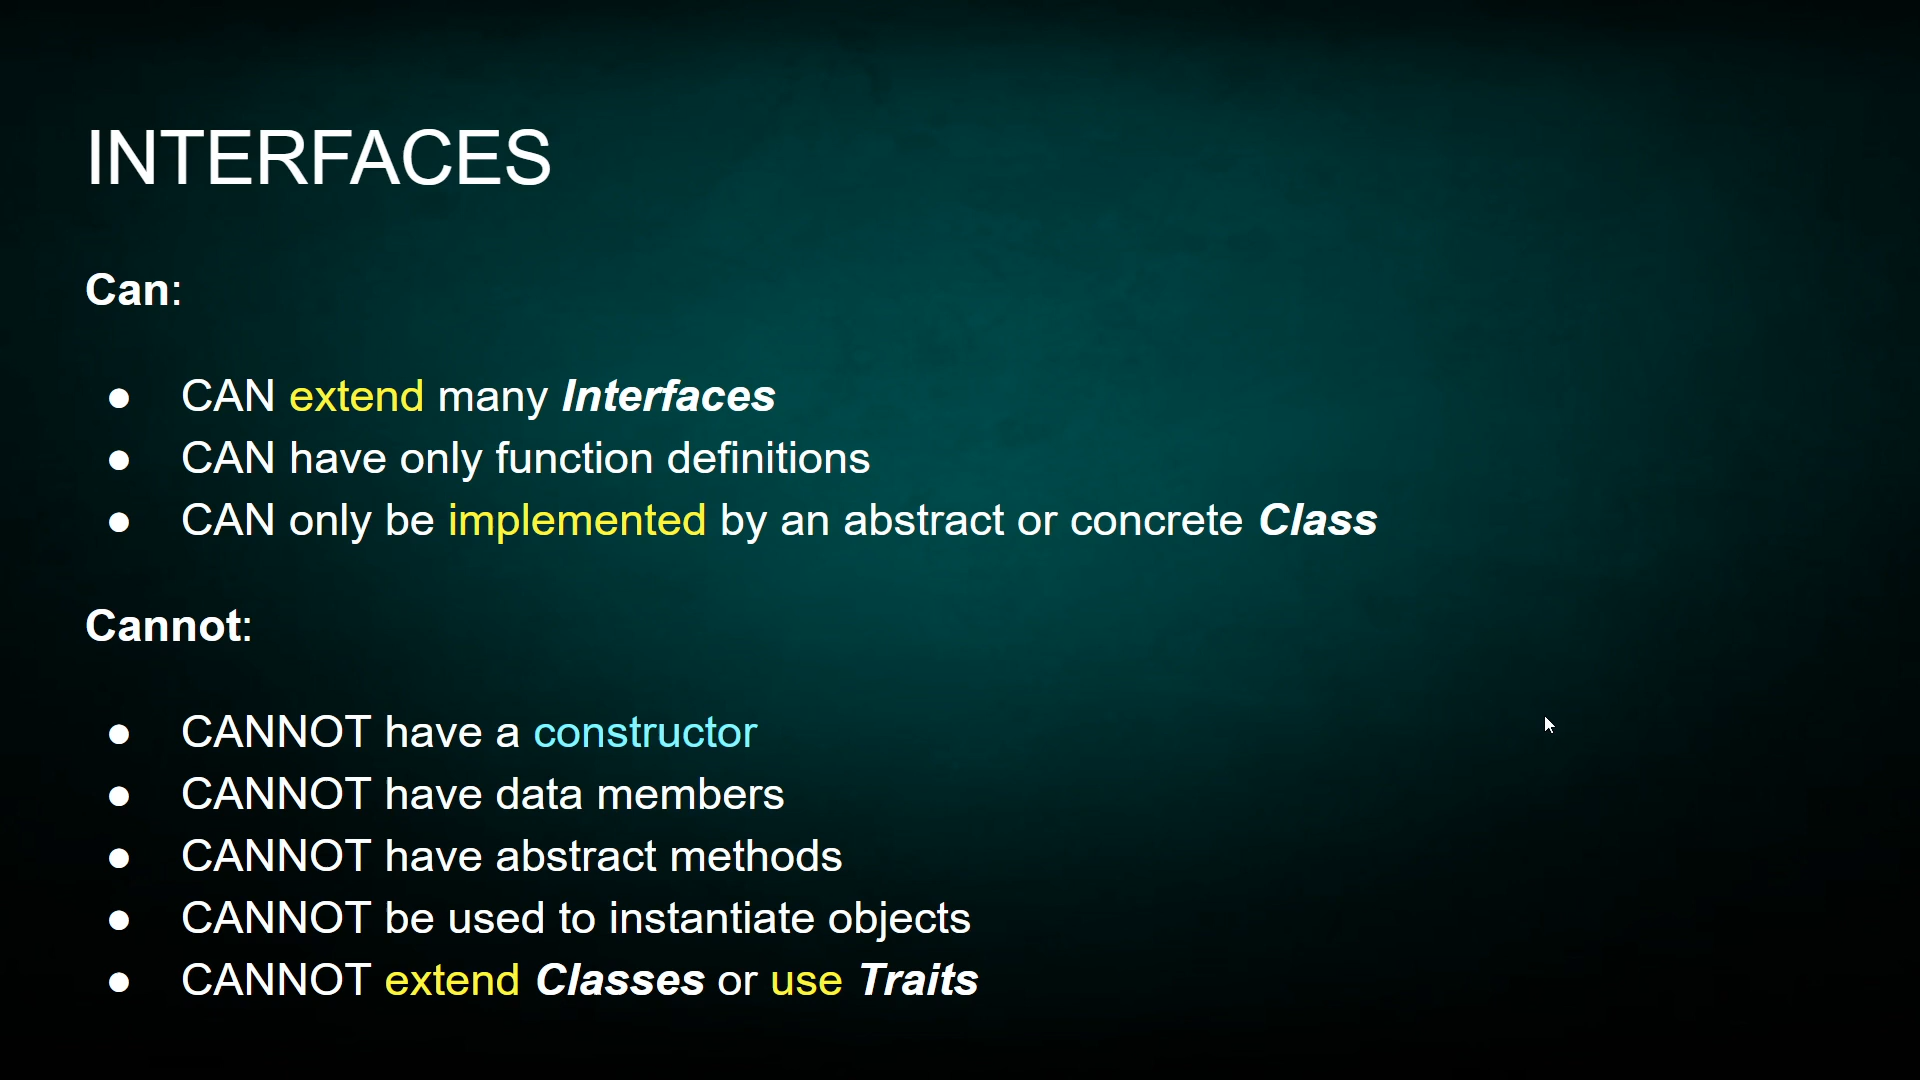 INTERFACES
Can:
● CAN extend many Interfaces
● CAN have only function definitions
● CAN only be implemented by an abstract or concrete Class
Cannot:
● CANNOT have a constructor
● CANNOT have data members
● CANNOT have abstract methods
● CANNOT be used to instantiate objects
● CANNOT extend Classes or use Traits